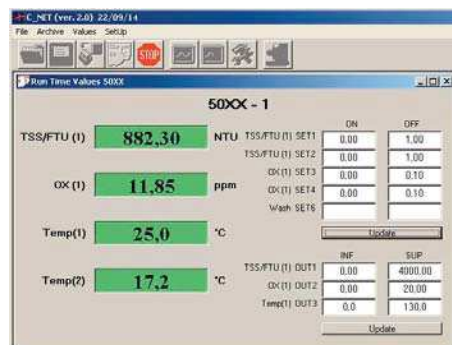 C_NET (ver. 2.0) 22/09/14
File Archive Values SetUp
STOP
Run Time Values 50XX
50XX - 1
ON OFF
TSS/FTU (1) 882,30 NTU
TSS/FTU (1) SET1 0.00 1.00
TSS/FTU (1) SET2 0.00 1.00
OX (1) SET3 0.00 0.10
OX (1) SET4 0.00 0.10
Wash SET6
Update
OX (1) 11,85 ppm
Temp(1) 25,0 °C
Temp(2) 17,2 °C
INF SUP
TSS/FTU (1) OUT1 0.00 4000.00
OX (1) OUT2 0.00 20.00
Temp(1) OUT3 0.0 130.0
Update